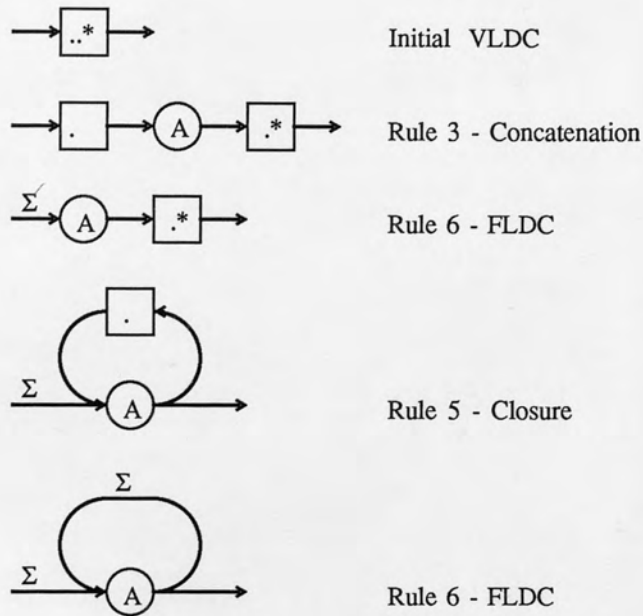 ..* Initial VLDC
. A .* Rule 3 - Concatenation
Σ A .* Rule 6 - FLDC
.
Σ A Rule 5 - Closure
Σ
Σ A Rule 6 - FLDC